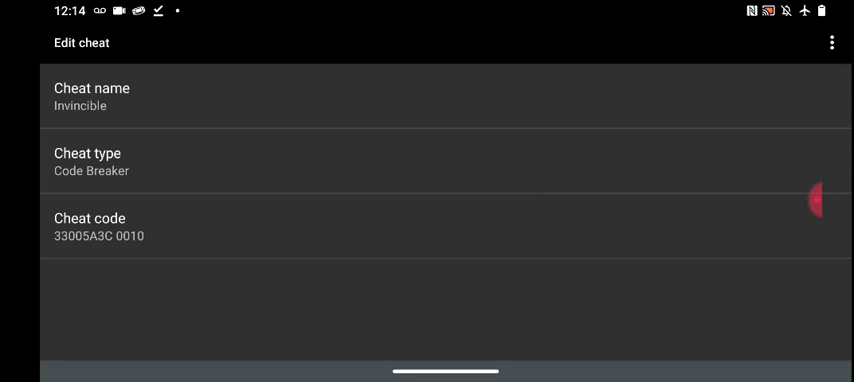 12:14
Edit cheat
Cheat name
Invincible
Cheat type
Code Breaker
Cheat code
33005A3C 0010